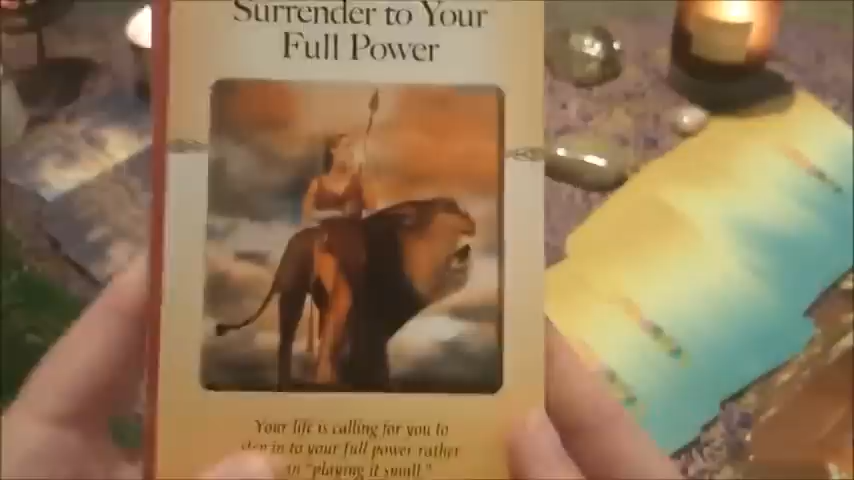 Surrender to Your
Full Power
Your life is calling for you to
step in to your full power rather
"playing it small."